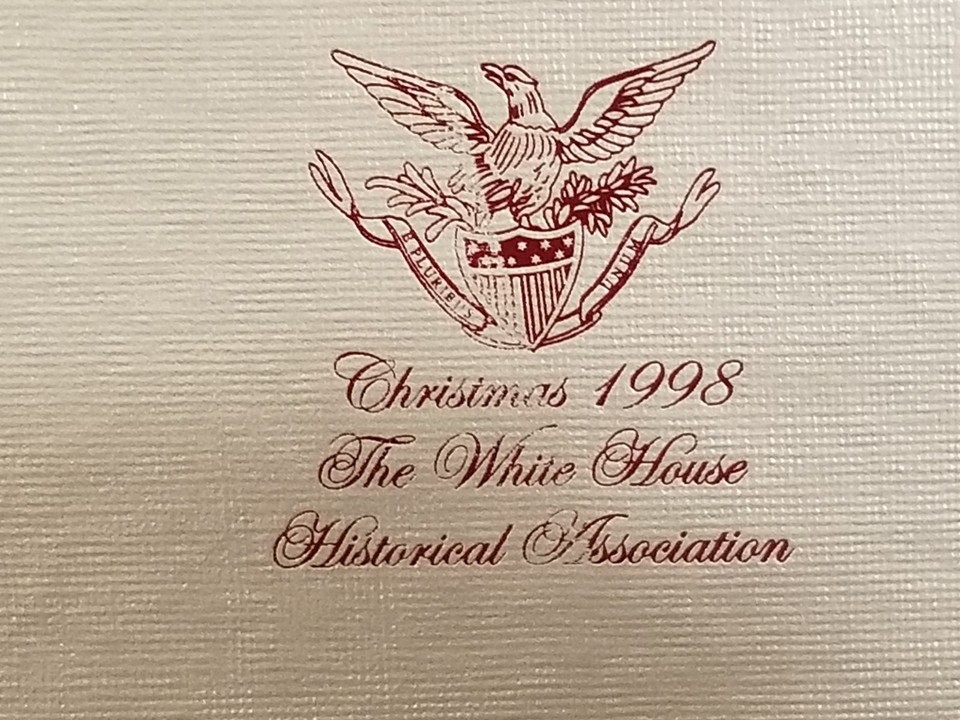 E PLURIBUS UNUM
Christmas 1998
The White House
Historical Association